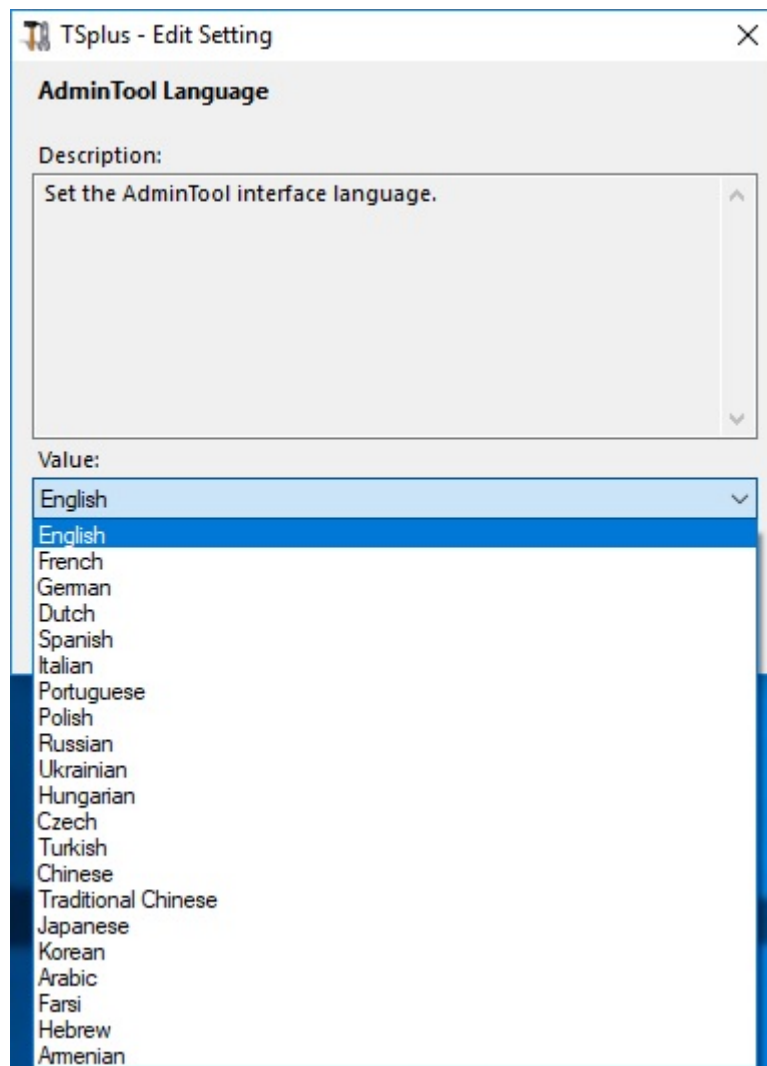 TSplus - Edit Setting
AdminTool Language
Description:
Set the AdminTool interface language.
Value:
English
English
French
German
Dutch
Spanish
Italian
Portuguese
Polish
Russian
Ukrainian
Hungarian
Czech
Turkish
Chinese
Traditional Chinese
Japanese
Korean
Arabic
Farsi
Hebrew
Armenian